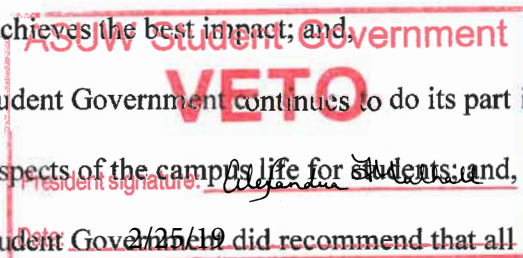 chieves the best impact; and,
ASUW Student Government
VETO
udent Government continues to do its part i
spects of the campus life for students; and,
President signature: Alexandra
Date: 2/25/19
udent Government did recommend that all